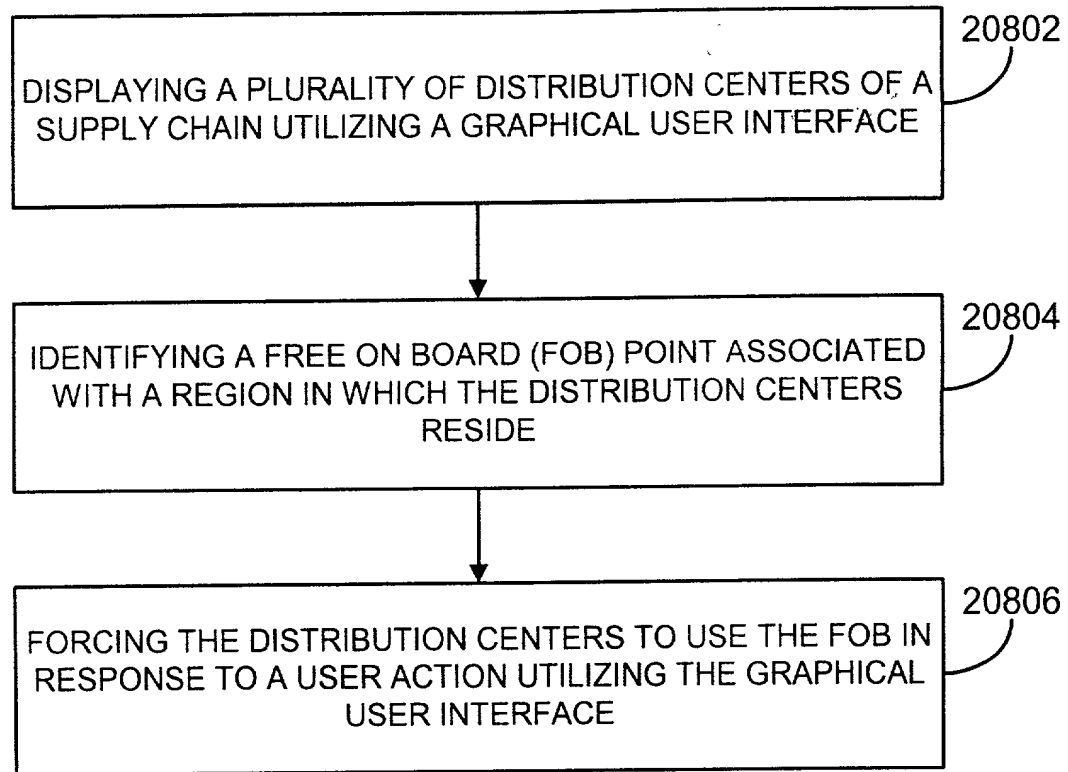 20802
DISPLAYING A PLURALITY OF DISTRIBUTION CENTERS OF A
SUPPLY CHAIN UTILIZING A GRAPHICAL USER INTERFACE
20804
IDENTIFYING A FREE ON BOARD (FOB) POINT ASSOCIATED
WITH A REGION IN WHICH THE DISTRIBUTION CENTERS
RESIDE
20806
FORCING THE DISTRIBUTION CENTERS TO USE THE FOB IN
RESPONSE TO A USER ACTION UTILIZING THE GRAPHICAL
USER INTERFACE